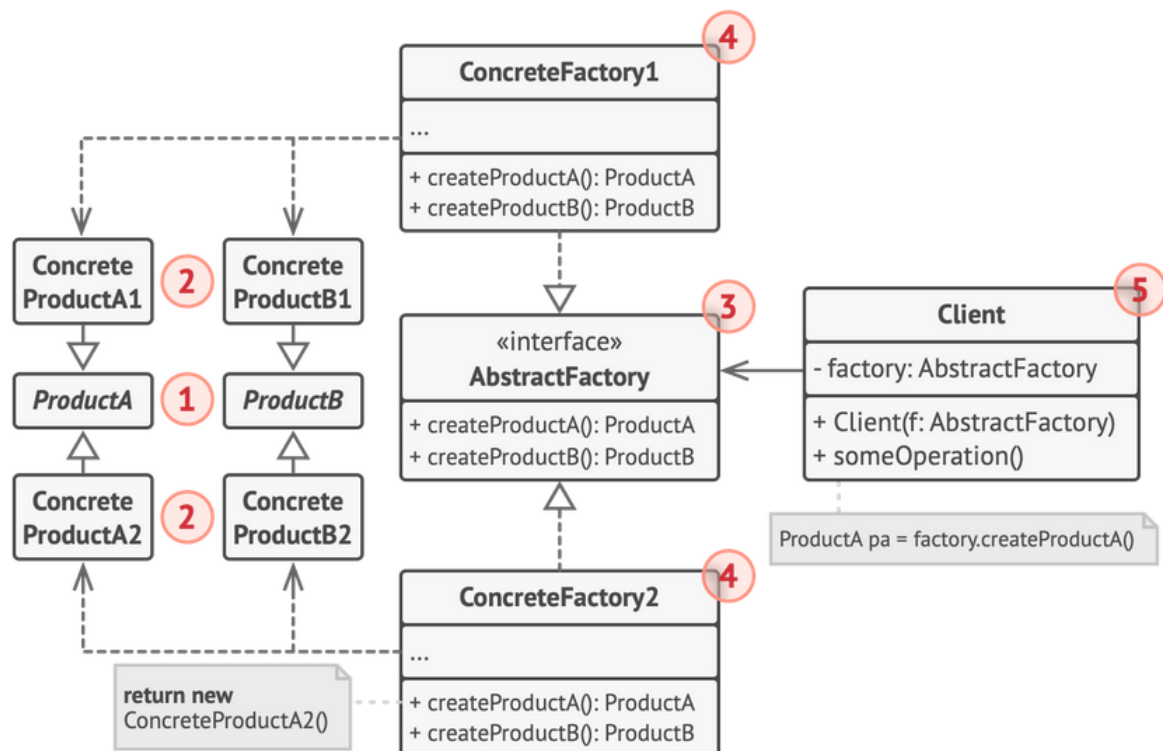 4
ConcreteFactory1
...
+ createProductA(): ProductA
+ createProductB(): ProductB
Concrete
ProductA1
2
Concrete
ProductB1
ProductA
1
ProductB
Concrete
ProductA2
2
Concrete
ProductB2
3
«interface»
AbstractFactory
+ createProductA(): ProductA
+ createProductB(): ProductB
5
Client
- factory: AbstractFactory
+ Client(f: AbstractFactory)
+ someOperation()
ProductA pa = factory.createProductA()
4
ConcreteFactory2
...
+ createProductA(): ProductA
+ createProductB(): ProductB
return new
ConcreteProductA2()